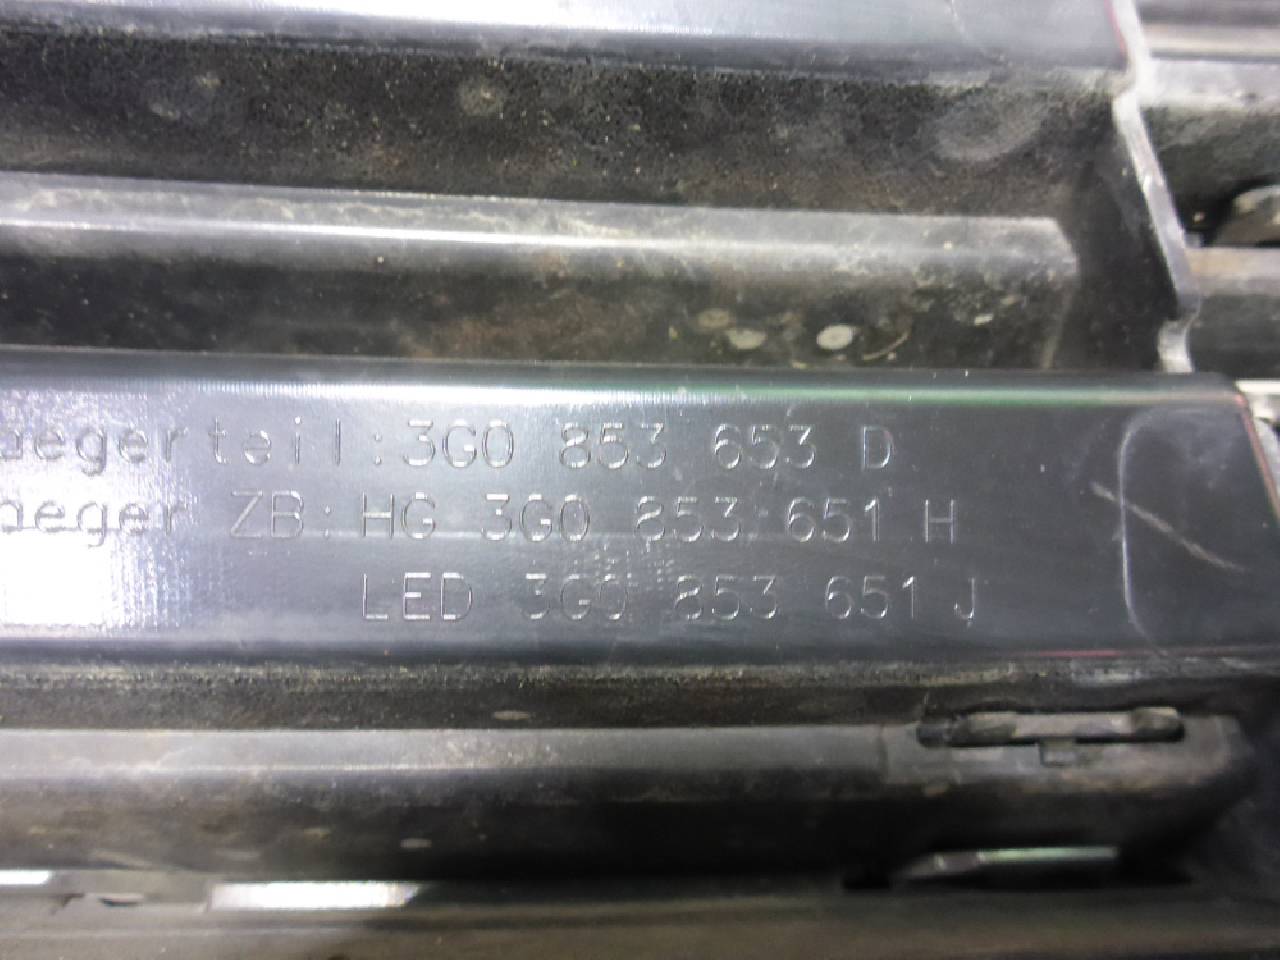 aegerteil:3G0 853 653 D
aeger ZB: HG 3G0 853 651 H
LED 3G0 853 651 J